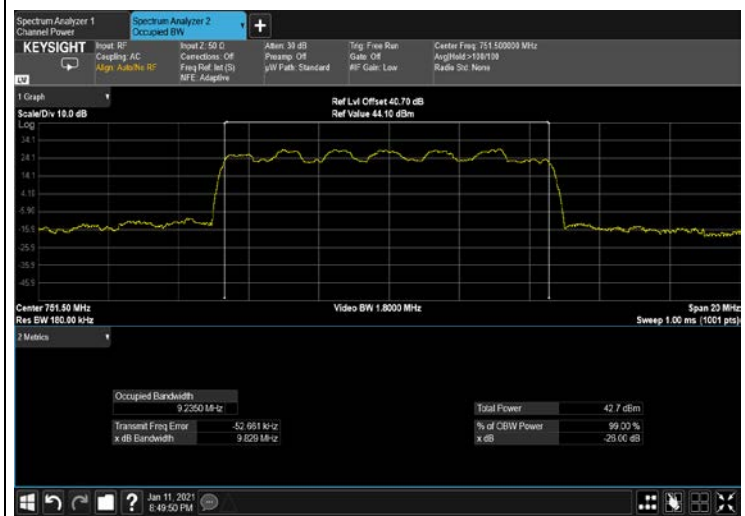 Spectrum Analyzer 1
Channel Power
Spectrum Analyzer 2
Occupied BW
+
KEYSIGHT
Input: RF
Coupling: AC
Align: Auto/No RF
Input Z: 50 Ω
Corrections: Off
Freq Ref: Int (S)
NFE: Adaptive
Atten: 30 dB
Preamp: Off
µW Path: Standard
Trig: Free Run
Gate: Off
#IF Gain: Low
Center Freq: 751.500000 MHz
Avg|Hold:>100/100
Radio Std: None
LXI
1 Graph
Scale/Div 10.0 dB
Ref Lvl Offset 40.70 dB
Ref Value 44.10 dBm
Log
34.1
24.1
14.1
4.10
-5.90
-15.9
-25.9
-35.9
-45.9
Center 751.50 MHz
Res BW 180.00 kHz
Video BW 1.8000 MHz
Span 20 MHz
Sweep 1.00 ms (1001 pts)
2 Metrics
Occupied Bandwidth
9.2350 MHz
Transmit Freq Error -52.661 kHz
x dB Bandwidth 9.829 MHz
Total Power 42.7 dBm
% of OBW Power 99.00 %
x dB -26.00 dB
Jan 11, 2021
8:49:50 PM